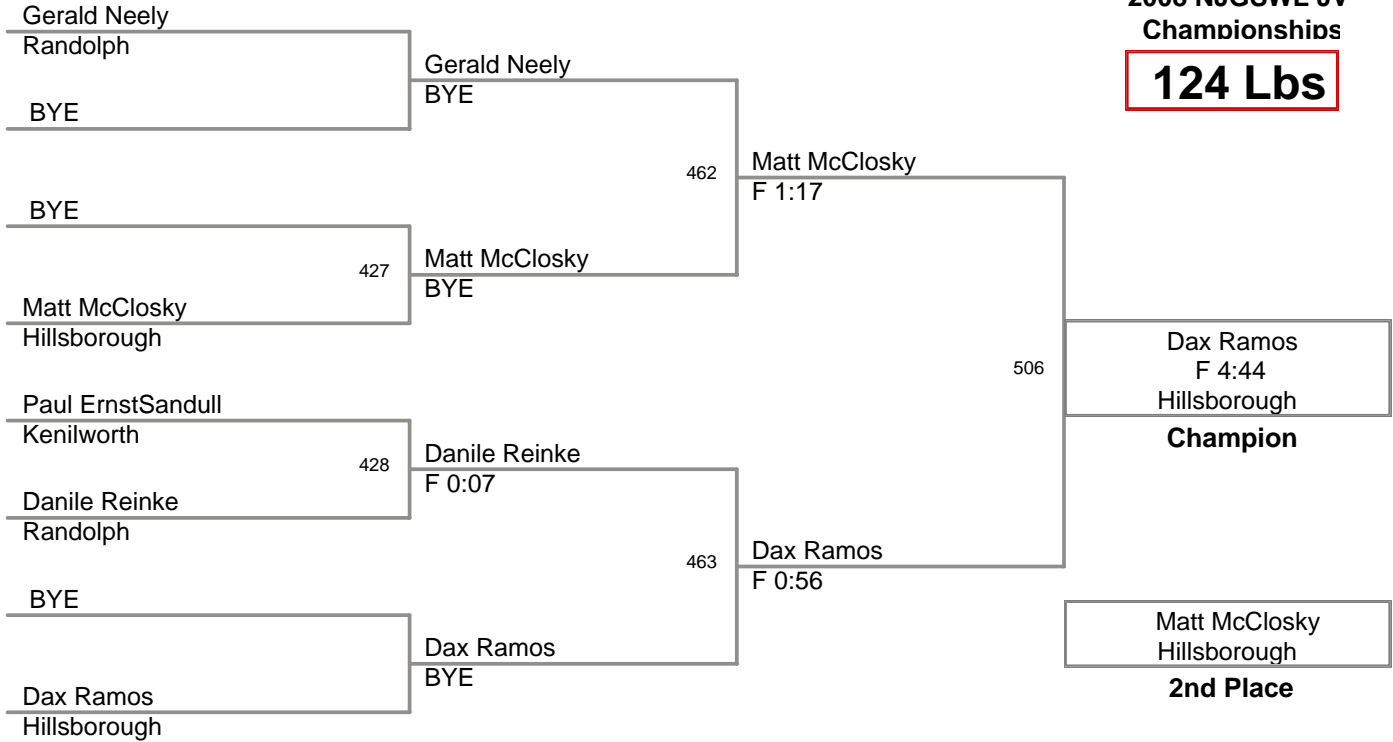 2008 NJGSWL JV
Championships
124 Lbs
Gerald Neely
Randolph
BYE
BYE
427
Matt McClosky
Hillsborough
Paul ErnstSandull
Kenilworth
428
Danile Reinke
Randolph
BYE
Dax Ramos
Hillsborough
Gerald Neely
BYE
462
Matt McClosky
BYE
Danile Reinke
F 0:07
463
Dax Ramos
BYE
Matt McClosky
F 1:17
506
Dax Ramos
F 0:56
Dax Ramos
F 4:44
Hillsborough
Champion
Matt McClosky
Hillsborough
2nd Place